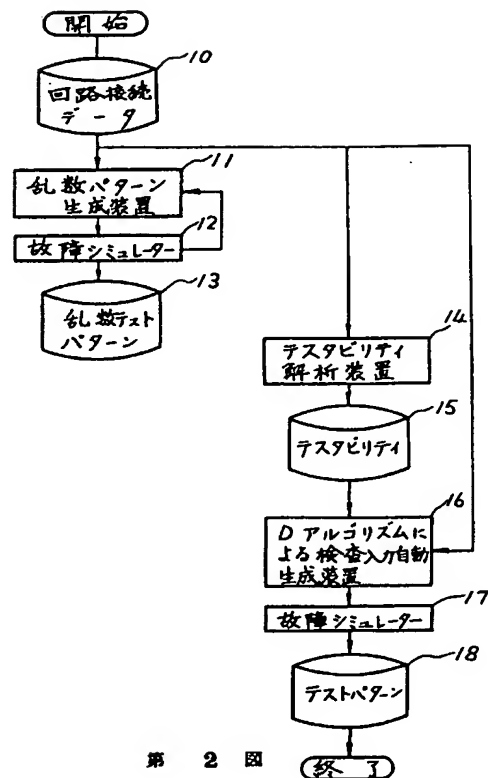 開始
10
回路接続
データ
11
乱数パターン
生成装置
12
故障シミュレーター
13
乱数テスト
パターン
14
テスタビリティ
解析装置
15
テスタビリティ
16
Dアルゴリズムに
よる検査入力自動
生成装置
17
故障シミュレーター
18
テストパターン
第 2 図
終了